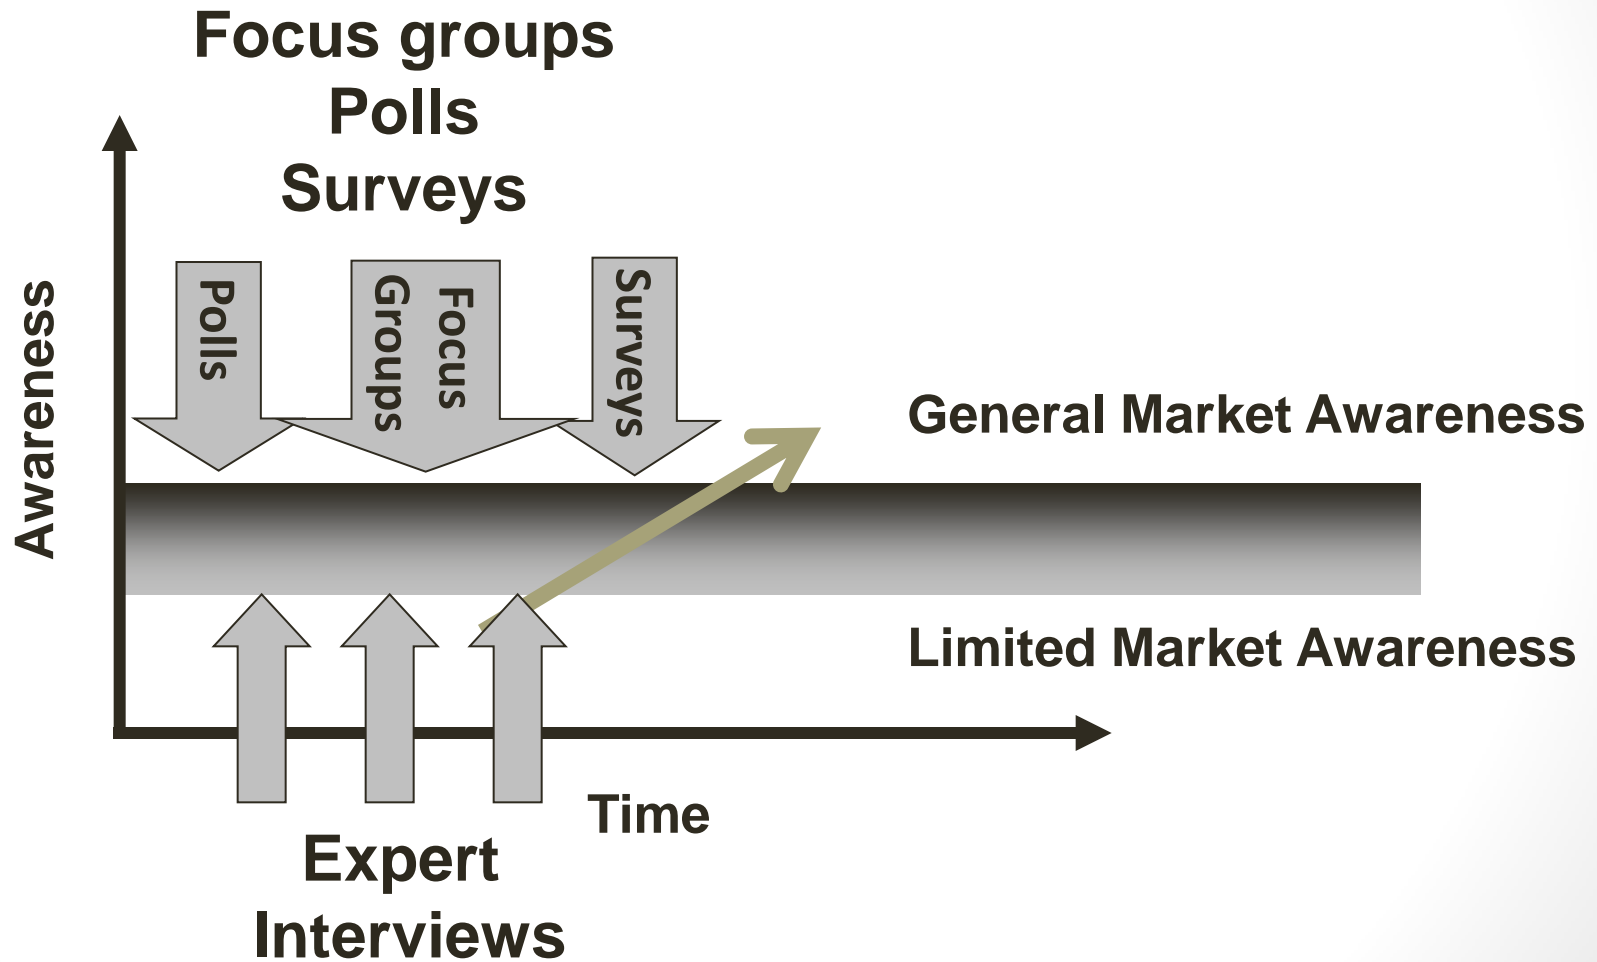 Focus groups
Polls
Surveys
Awareness
Polls
Focus
Groups
Surveys
General Market Awareness
Limited Market Awareness
Time
Expert
Interviews